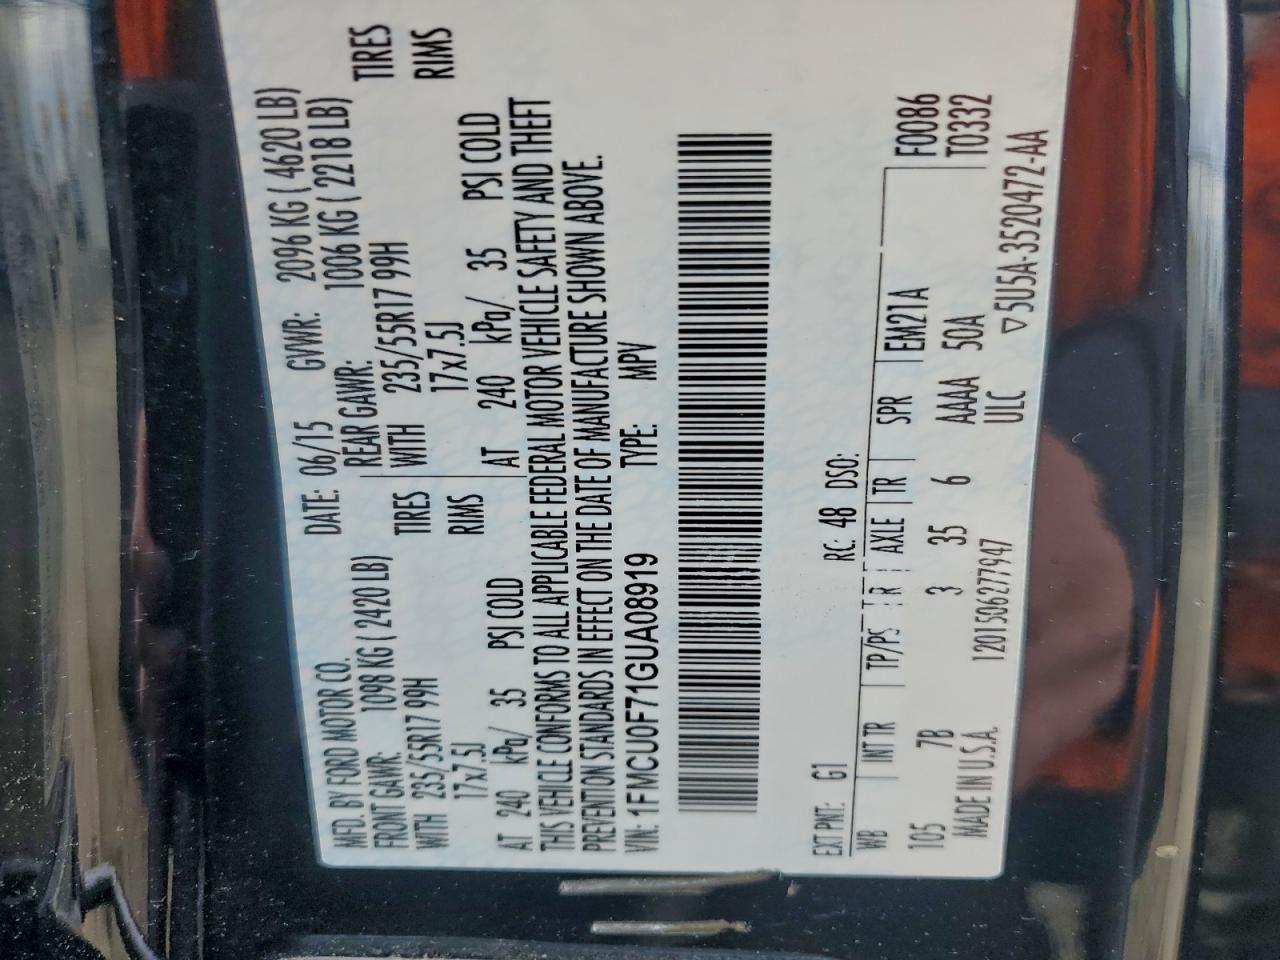 MFD. BY FORD MOTOR CO.
DATE: 06/15 GVWR: 2096 KG ( 4620 LB)
FRONT GAWR: 1098 KG ( 2420 LB)
REAR GAWR: 1006 KG ( 2218 LB)
WITH 235/55R17 99H TIRES
WITH 235/55R17 99H TIRES
17x7.5J RIMS
17x7.5J RIMS
AT 240 kPa/ 35 PSI COLD
AT 240 kPa/ 35 PSI COLD
THIS VEHICLE CONFORMS TO ALL APPLICABLE FEDERAL MOTOR VEHICLE SAFETY AND THEFT
PREVENTION STANDARDS IN EFFECT ON THE DATE OF MANUFACTURE SHOWN ABOVE.
VIN: 1FMCU0F71GUA08919 TYPE: MPV
EXT PNT: G1 RC: 48 DSO:
WB INT TR TP/PS R AXLE TR SPR EM21A F0086
105 7B 3 35 6 AAAA 50A T0332
MADE IN U.S.A. 1201506277947 ULC ▽5U5A-3520472-AA